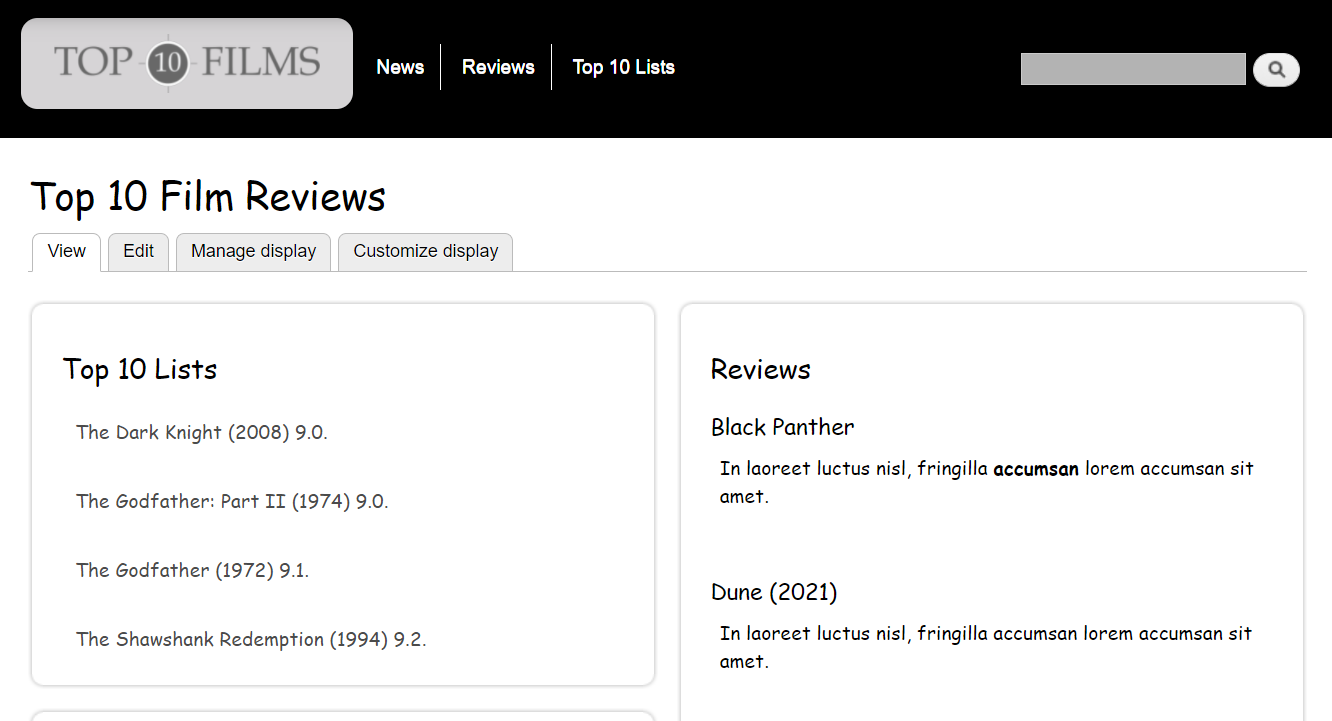 TOP 10 FILMS
News
Reviews
Top 10 Lists
Top 10 Film Reviews
View
Edit
Manage display
Customize display
Top 10 Lists
The Dark Knight (2008) 9.0.
The Godfather: Part II (1974) 9.0.
The Godfather (1972) 9.1.
The Shawshank Redemption (1994) 9.2.
Reviews
Black Panther
In laoreet luctus nisl, fringilla accumsan lorem accumsan sit
amet.
Dune (2021)
In laoreet luctus nisl, fringilla accumsan lorem accumsan sit
amet.